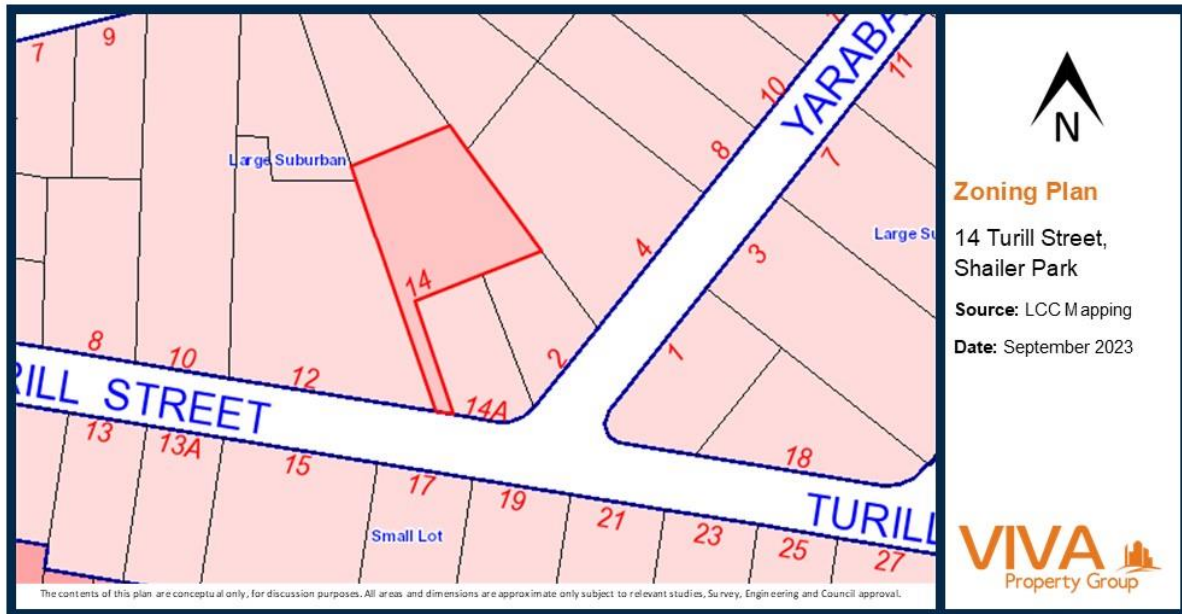 7
9
Large Suburban
14
8
10
12
14A
2
4
8
10
YARABA
11
7
3
1
Large Su
18
RILL STREET
TURILL
13
13A
15
17
19
21
23
25
27
Small Lot
The contents of this plan are conceptual only, for discussion purposes. All areas and dimensions are approximate only subject to relevant studies, Survey, Engineering and Council approval.
N
Zoning Plan
14 Turill Street,
Shailer Park
Source: LCC Mapping
Date: September 2023
VIVA
Property Group